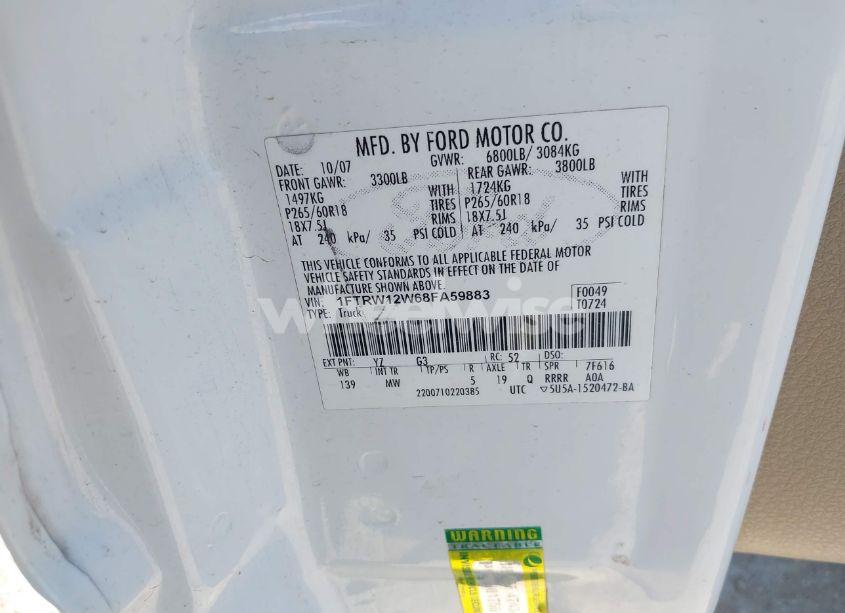 MFD. BY FORD MOTOR CO.
DATE: 10/07 GVWR: 6800LB/ 3084KG
FRONT GAWR: 3300LB REAR GAWR: 3800LB
1497KG WITH 1724KG WITH
P265/60R18 TIRES P265/60R18 TIRES
18X7.5J RIMS 18X7.5J RIMS
AT 240 kPa/ 35 PSI COLD AT 240 kPa/ 35 PSI COLD
THIS VEHICLE CONFORMS TO ALL APPLICABLE FEDERAL MOTOR
VEHICLE SAFETY STANDARDS IN EFFECT ON THE DATE OF
MANUFACTURE SHOWN ABOVE.
VIN: 1FTRW12W68FA59883 F0049
TYPE: Truck T0724
EXT PNT: YZ G3 RC: 52 DSO:
WB INT TR TP/PS R AXLE TR SPR 7F616
139 MW 5 19 Q RRRR A0A
2200710220385 UTC ▽5U5A-1520472-BA
WARNING
TRACEABLE